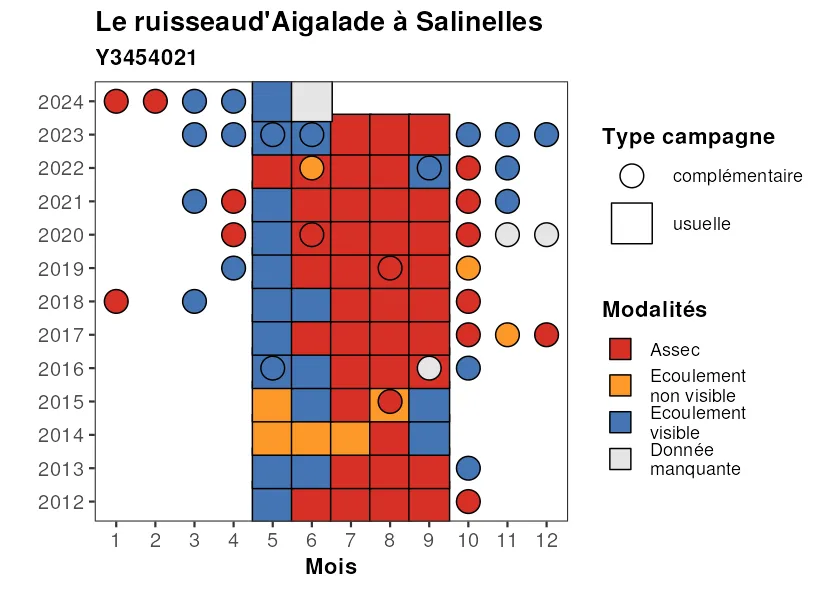 Le ruisseaud'Aigalade à Salinelles
Y3454021
2024
2023
2022
2021
2020
2019
2018
2017
2016
2015
2014
2013
2012
1 2 3 4 5 6 7 8 9 10 11 12
Mois
Type campagne
complémentaire
usuelle
Modalités
Assec
Ecoulement
non visible
Ecoulement
visible
Donnée
manquante